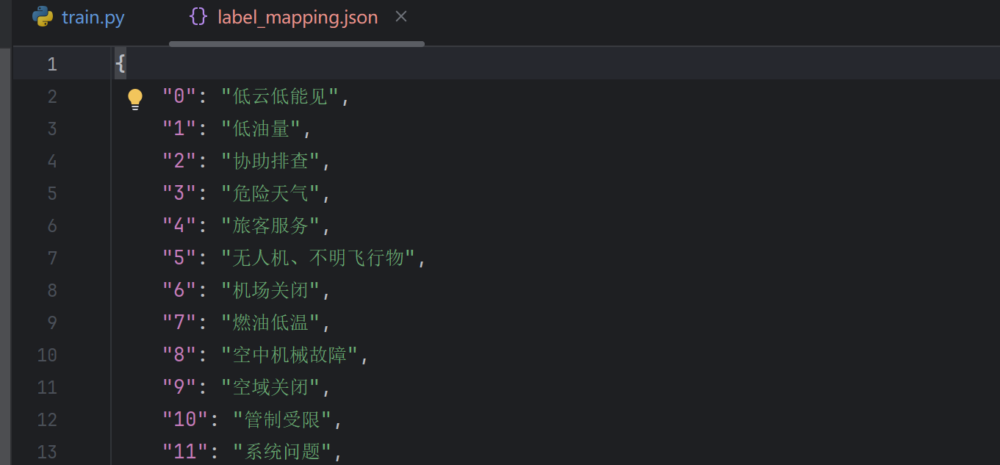 train.py label_mapping.json
1 {
2 "0": "低云低能见",
3 "1": "低油量",
4 "2": "协助排查",
5 "3": "危险天气",
6 "4": "旅客服务",
7 "5": "无人机、不明飞行物",
8 "6": "机场关闭",
9 "7": "燃油低温",
10 "8": "空中机械故障",
11 "9": "空域关闭",
12 "10": "管制受限",
13 "11": "系统问题",